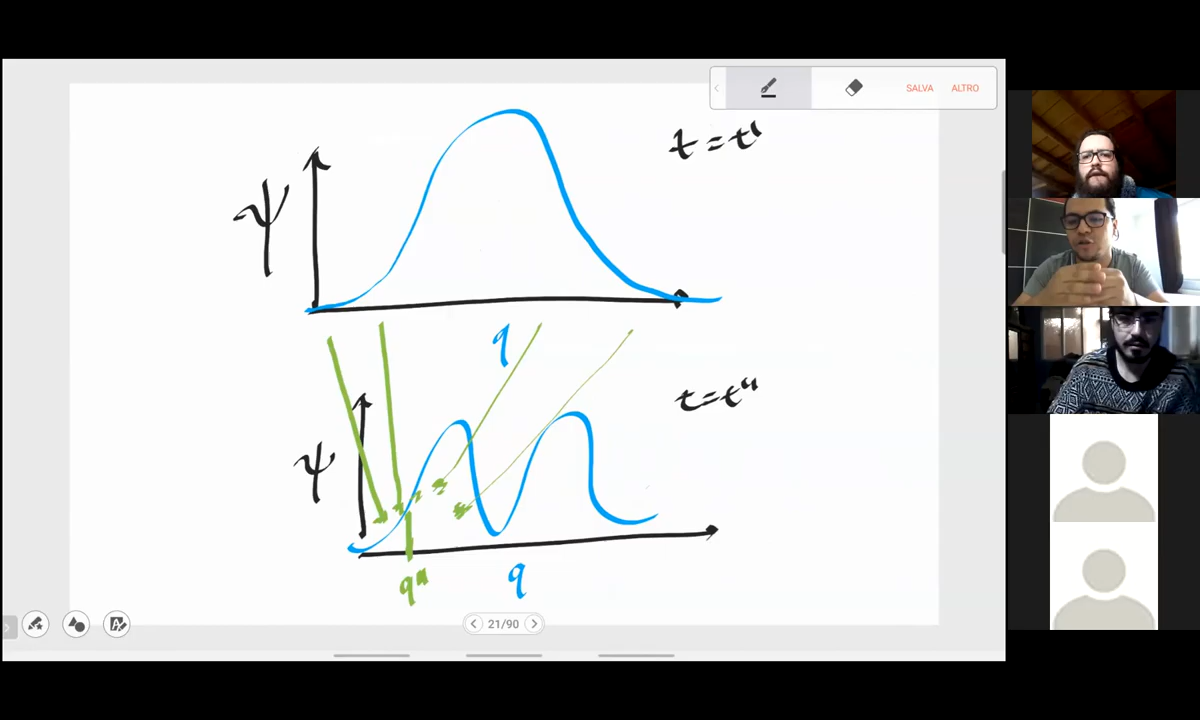 SALVA ALTRO
t=t'
ψ
q
t=t"
ψ
q"
q
21/90